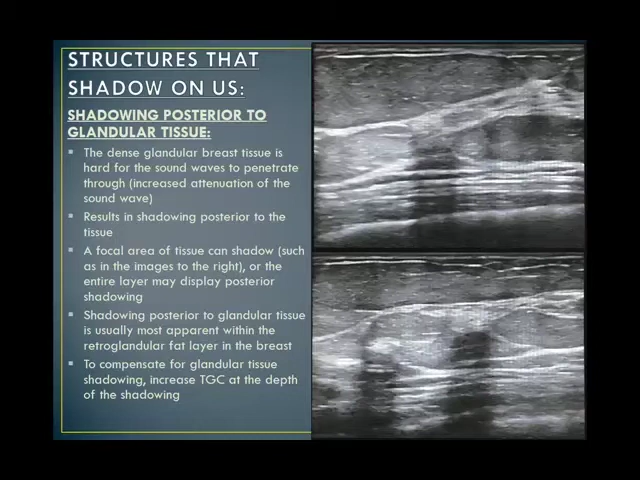 STRUCTURES THAT
SHADOW ON US:
SHADOWING POSTERIOR TO
GLANDULAR TISSUE:
▪ The dense glandular breast tissue is
hard for the sound waves to penetrate
through (increased attenuation of the
sound wave)
▪ Results in shadowing posterior to the
tissue
▪ A focal area of tissue can shadow (such
as in the images to the right), or the
entire layer may display posterior
shadowing
▪ Shadowing posterior to glandular tissue
is usually most apparent within the
retroglandular fat layer in the breast
▪ To compensate for glandular tissue
shadowing, increase TGC at the depth
of the shadowing